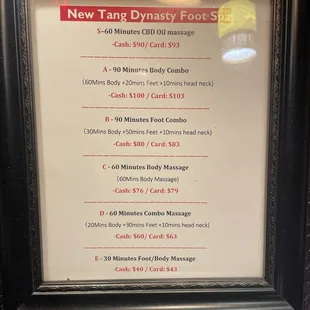 New Tang Dynasty Foot Spa
S-60 Minutes CBD Oil massage
-Cash: $90/ Card: $93
A - 90 Minutes Body Combo
(60Mins Body +20mins Feet +10mins head neck)
-Cash: $100 / Card: $103
B - 90 Minutes Foot Combo
(30Mins Body +50mins Feet +10mins head neck)
-Cash: $80 / Card: $83
C - 60 Minutes Body Massage
(60Mins Body Massage)
-Cash: $76 / Card: $79
D - 60 Minutes Combo Massage
(20Mins Body +30mins Feet +10mins head neck)
-Cash: $60/ Card: $63
E - 30 Minutes Foot/Body Massage
-Cash: $40 / Card: $43